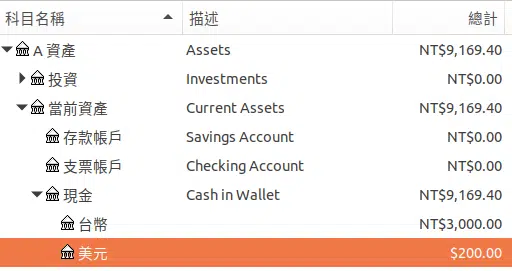 科目名稱 描述 總計
A 資產 Assets NT$9,169.40
投資 Investments NT$0.00
當前資產 Current Assets NT$9,169.40
存款帳戶 Savings Account NT$0.00
支票帳戶 Checking Account NT$0.00
現金 Cash in Wallet NT$9,169.40
台幣 NT$3,000.00
美元 $200.00